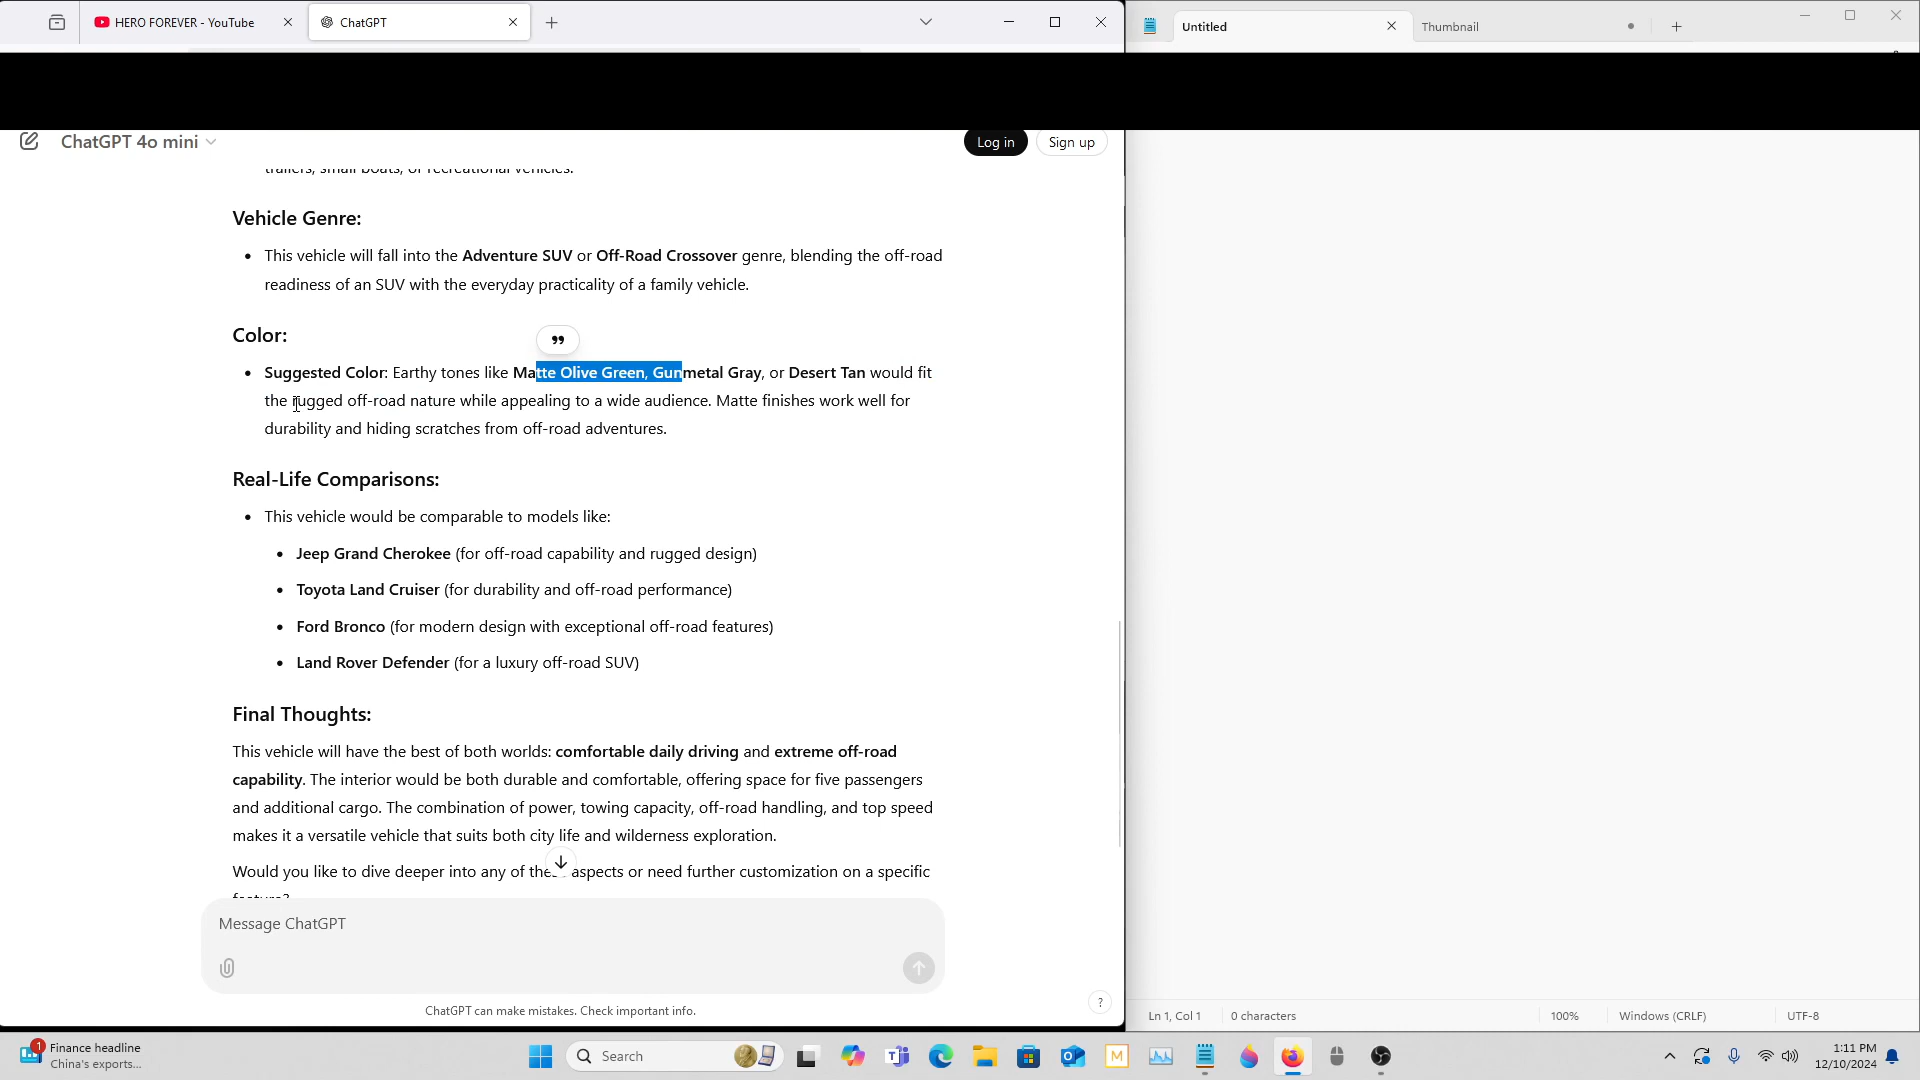 HERO FOREVER - YouTube
ChatGPT
Untitled
Thumbnail
ChatGPT 4o mini
Log in
Sign up
trailers, small boats, or recreational vehicles.
Vehicle Genre:
This vehicle will fall into the Adventure SUV or Off-Road Crossover genre, blending the off-road
readiness of an SUV with the everyday practicality of a family vehicle.
Color:
Suggested Color: Earthy tones like Matte Olive Green, Gunmetal Gray, or Desert Tan would fit
the rugged off-road nature while appealing to a wide audience. Matte finishes work well for
durability and hiding scratches from off-road adventures.
Real-Life Comparisons:
This vehicle would be comparable to models like:
Jeep Grand Cherokee (for off-road capability and rugged design)
Toyota Land Cruiser (for durability and off-road performance)
Ford Bronco (for modern design with exceptional off-road features)
Land Rover Defender (for a luxury off-road SUV)
Final Thoughts:
This vehicle will have the best of both worlds: comfortable daily driving and extreme off-road
capability. The interior would be both durable and comfortable, offering space for five passengers
and additional cargo. The combination of power, towing capacity, off-road handling, and top speed
makes it a versatile vehicle that suits both city life and wilderness exploration.
Would you like to dive deeper into any of these aspects or need further customization on a specific
feature?
Message ChatGPT
ChatGPT can make mistakes. Check important info.
?
Ln 1, Col 1
0 characters
100%
Windows (CRLF)
UTF-8
1
Finance headline
China's exports...
Search
M
1:11 PM
12/10/2024